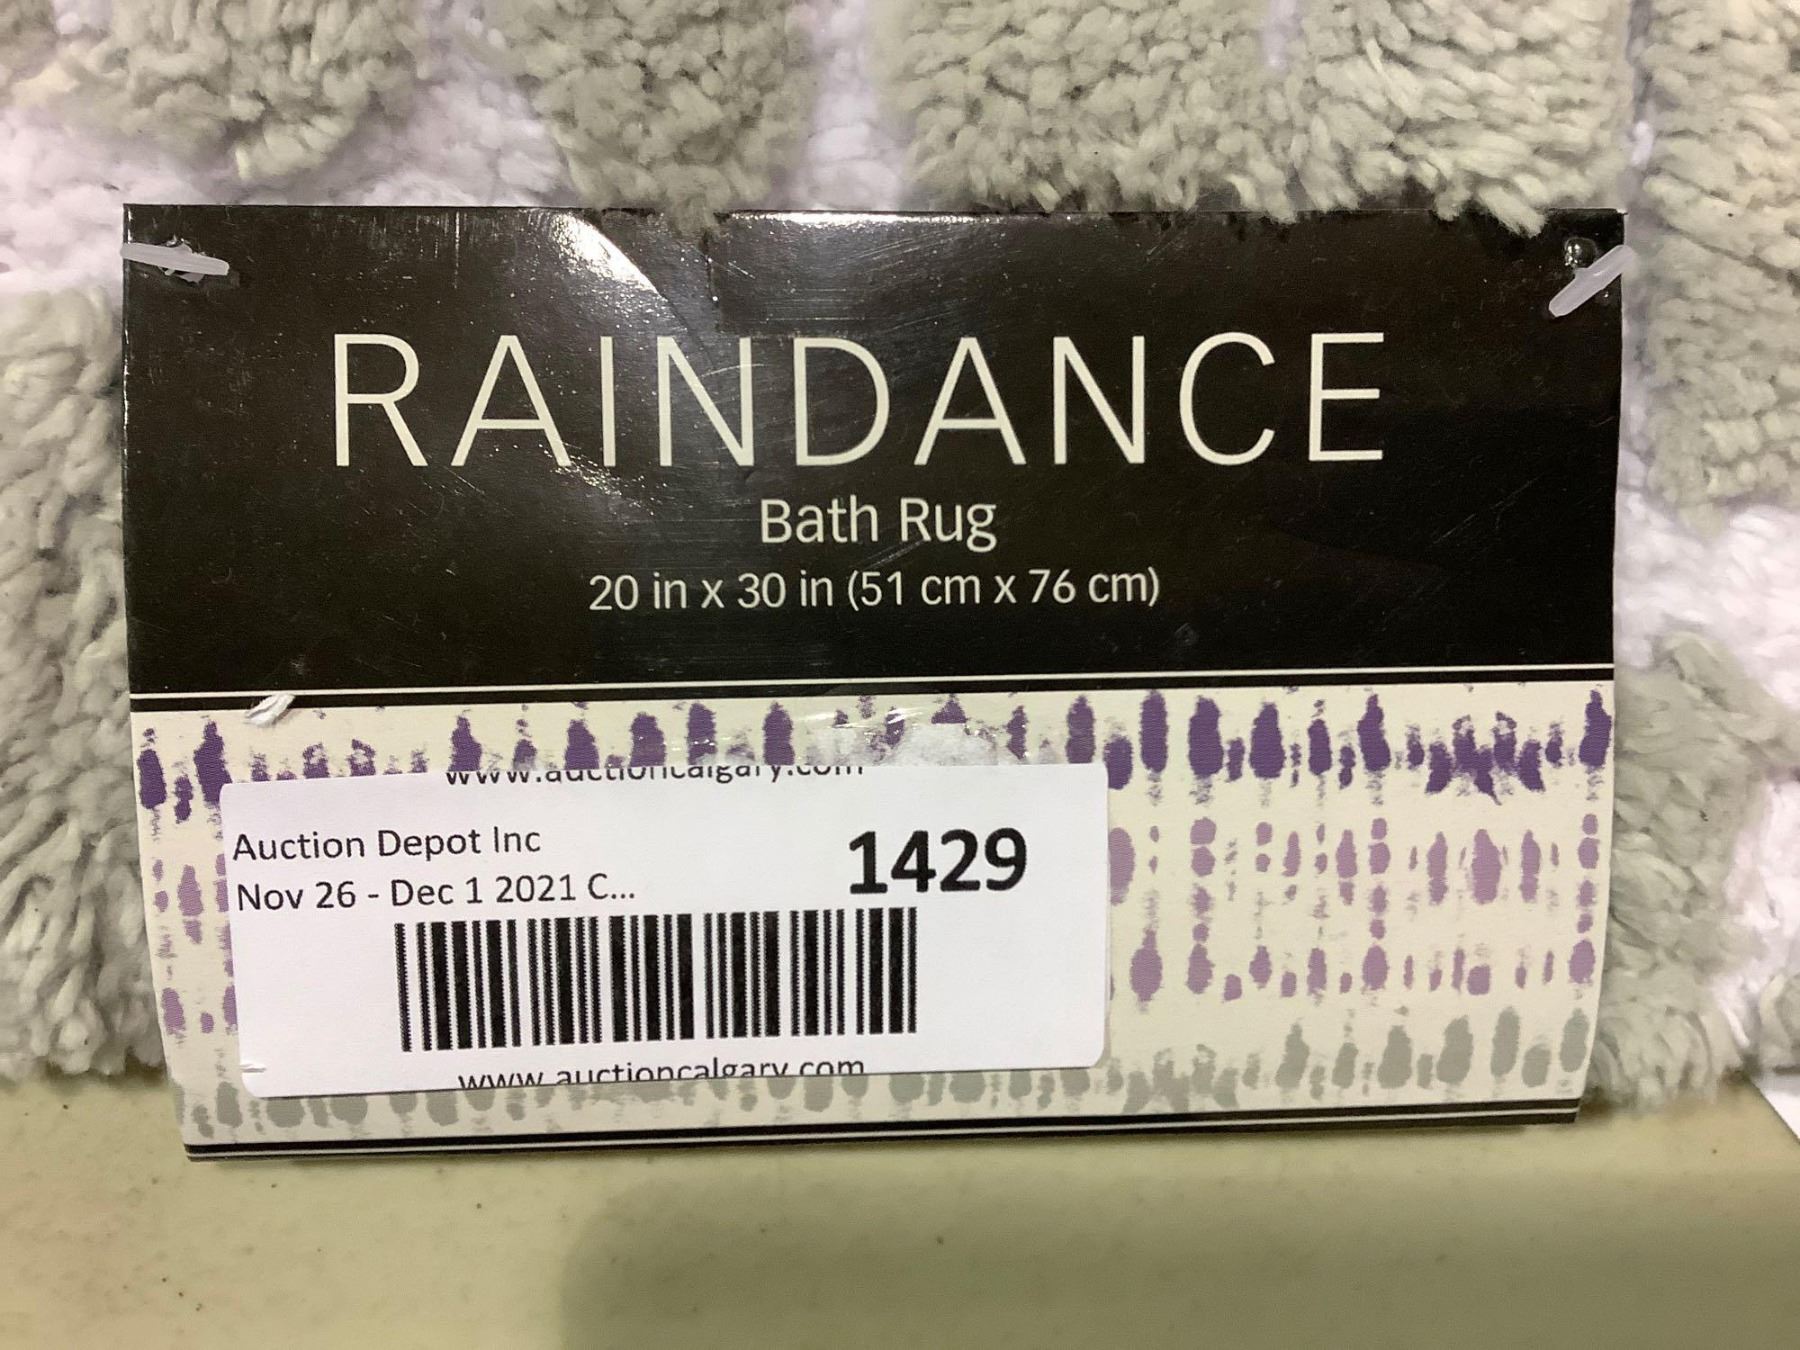 RAINDANCE
Bath Rug
20 in x 30 in (51 cm x 76 cm)
www.auctioncalgary.com
Auction Depot Inc
1429
Nov 26 - Dec 1 2021 C...
www.auctioncalgary.com